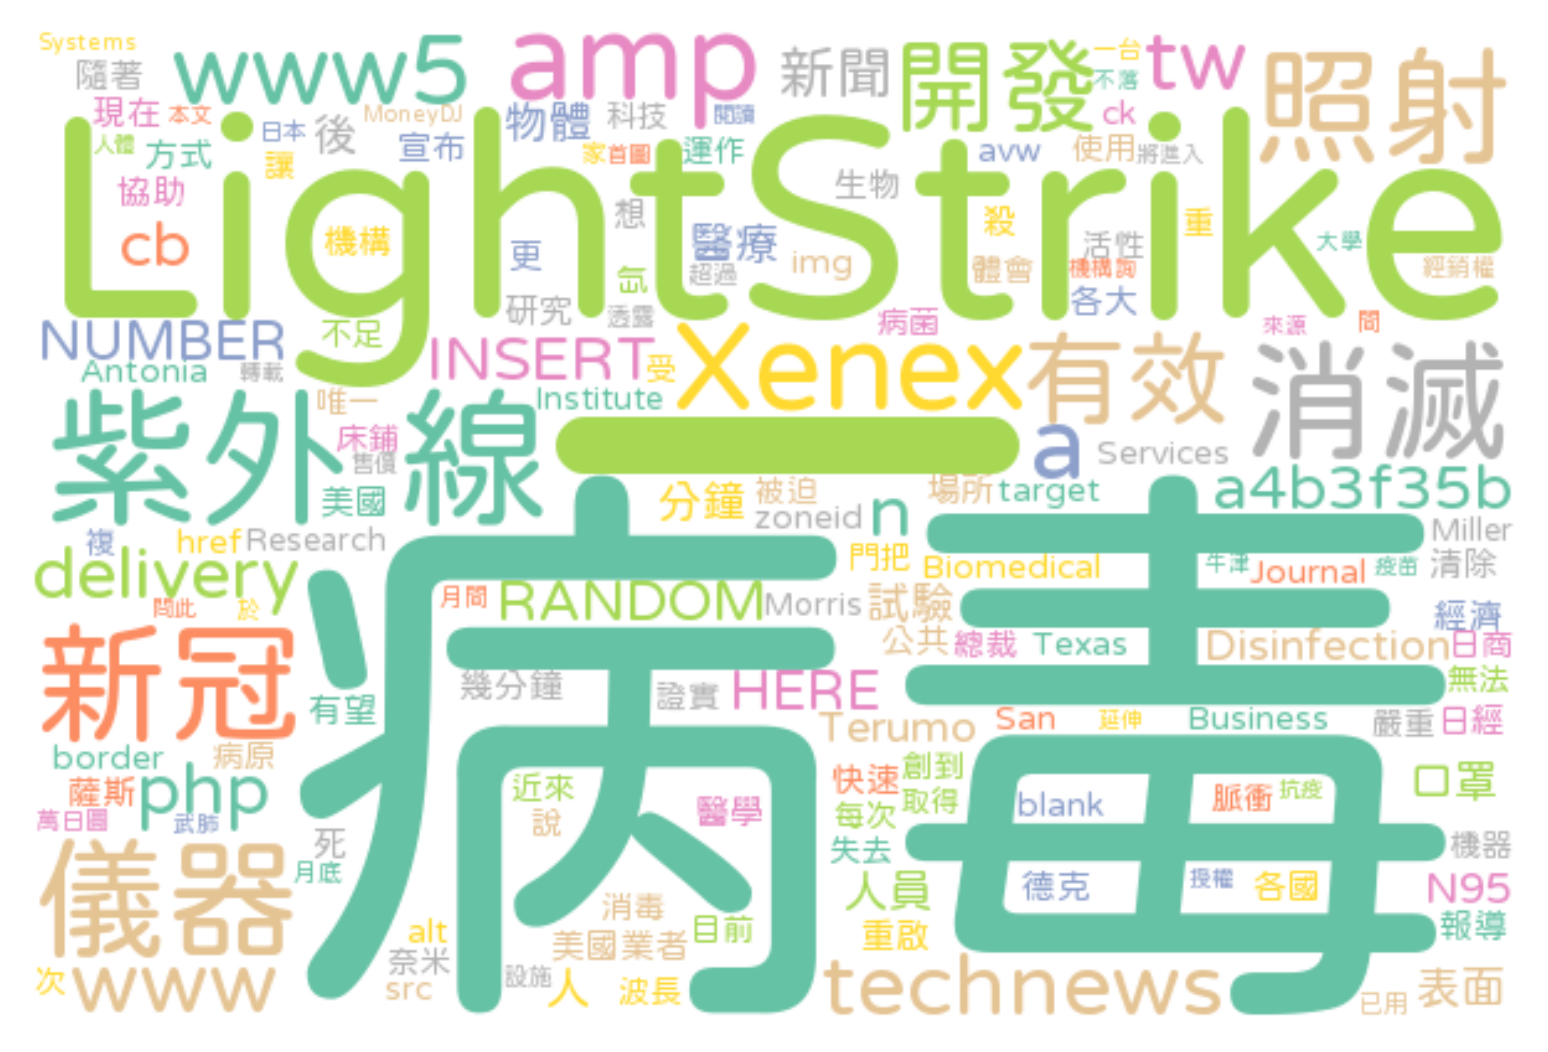 Systems
隨著
www5
amp
新聞
開發
一台
不落
tw
照射
現在
本文
MoneyDJ
物體
科技
閱讀
ck
人體
方式
日本
後
宣布
家
首圖
運作
avw
使用
將進入
讓
協助
LightStrike
生物
cb
機構
更
想
醫療
img
殺
活性
重
大學
氙
超過
體會
機構詢
經銷權
研究
透露
各大
病菌
來源
問
NUMBER
不足
INSERT
受
Xenex
有效
消滅
Antonia
轉載
唯一
Institute
紫外線
床鋪
售價
美國
一
a
Services
分鐘
被迫
場所
target
a4b3f35b
zoneid
n
Miller
複
href
Research
門把
Biomedical
牛津
Journal
疫苗
清除
delivery
問此
於
月間
RANDOM
Morris
試驗
經濟
新冠
公共
總裁
Texas
Disinfection
日商
幾分鐘
證實
HERE
無法
有望
Terumo
San
延伸
Business
嚴重
日經
border
病原
薩斯
php
近來
快速
創到
口罩
萬日圓
武肺
說
醫學
每次
取得
blank
脈衝
抗疫
病毒
死
失去
機器
儀器
月底
人員
德克
授權
各國
N95
消毒
alt
美國業者
目前
重啟
報導
奈米
次
www
src
設施
人
波長
technews
已用
表面